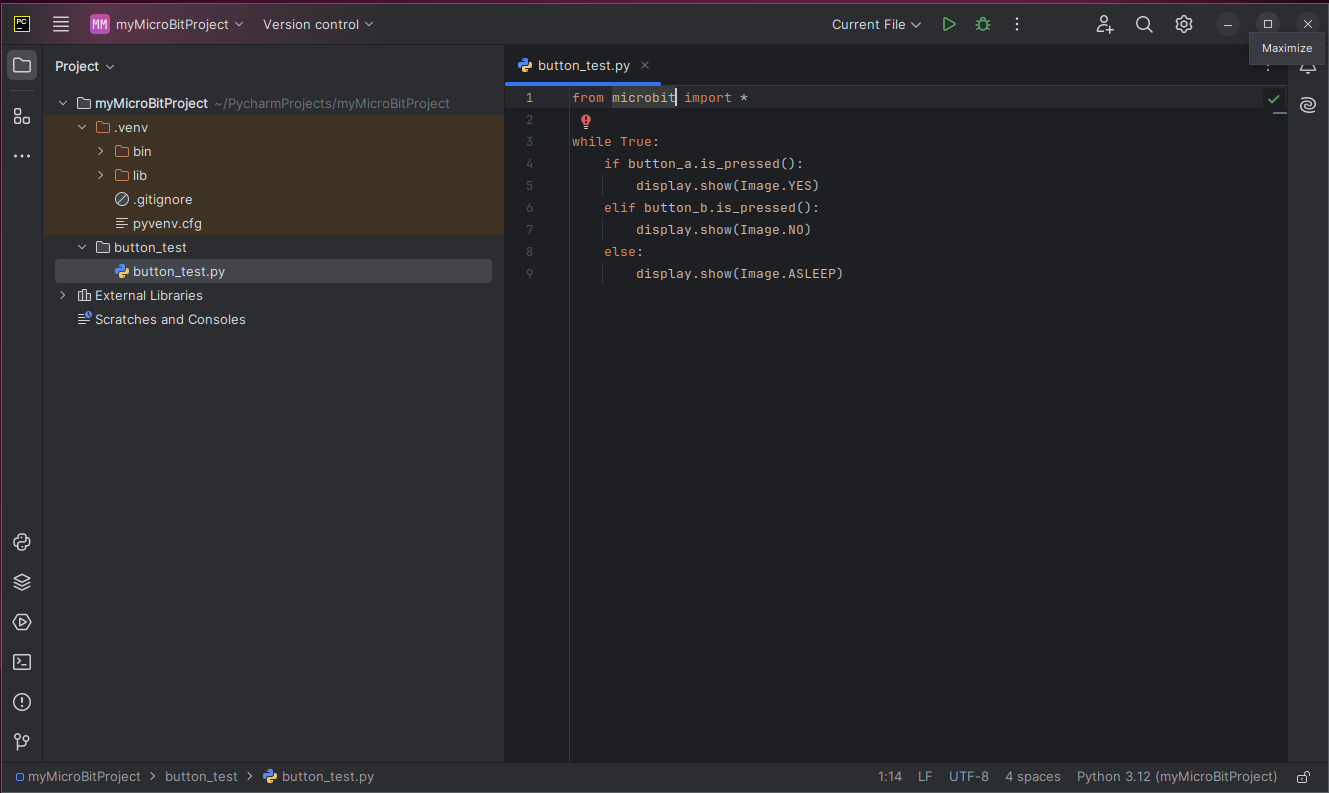 PC MM myMicroBitProject Version control Current File
Maximize
Project
button_test.py
myMicroBitProject ~/PycharmProjects/myMicroBitProject
.venv
bin
lib
.gitignore
pyvenv.cfg
button_test
button_test.py
External Libraries
Scratches and Consoles
1 from microbit import *
2
3 while True:
4 if button_a.is_pressed():
5 display.show(Image.YES)
6 elif button_b.is_pressed():
7 display.show(Image.NO)
8 else:
9 display.show(Image.ASLEEP)
myMicroBitProject > button_test > button_test.py 1:14 LF UTF-8 4 spaces Python 3.12 (myMicroBitProject)